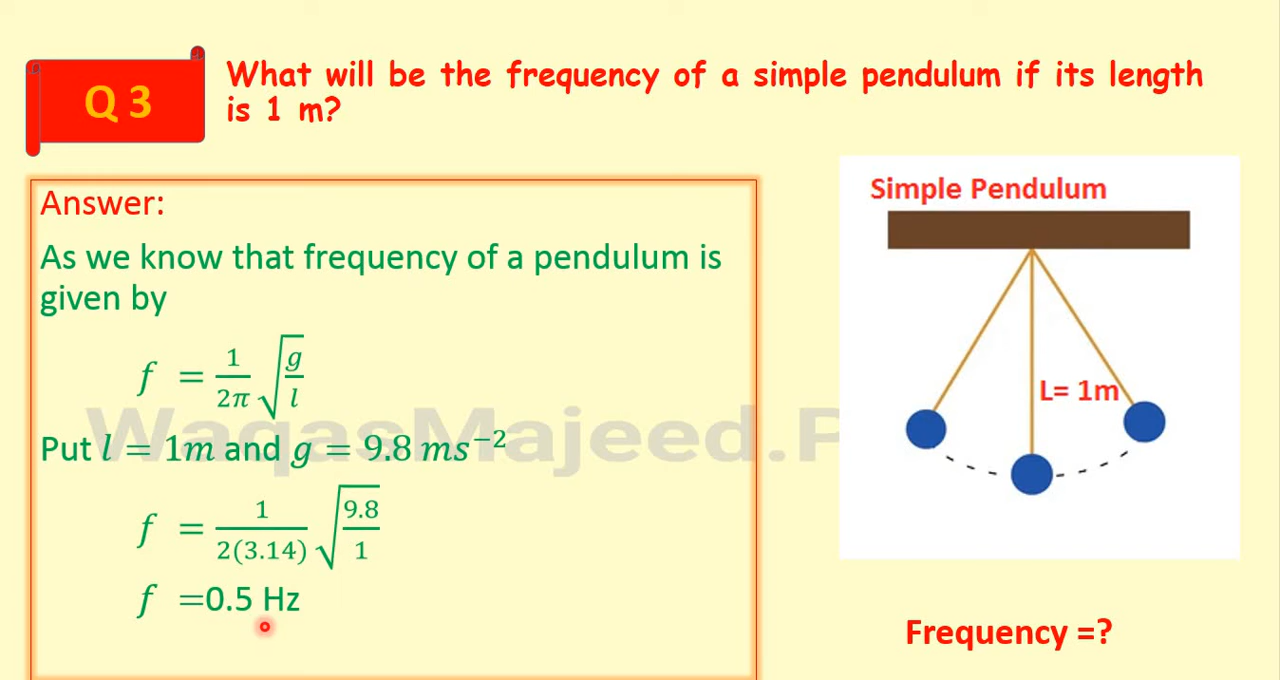 Q 3
What will be the frequency of a simple pendulum if its length
is 1 m?
Answer:
As we know that frequency of a pendulum is
given by
f = 1/2π √(g/l)
Put l = 1m and g = 9.8 ms⁻²
f = 1/2(3.14) √(9.8/1)
f =0.5 Hz
WaqasMajeed.P
Simple Pendulum
L= 1m
Frequency =?